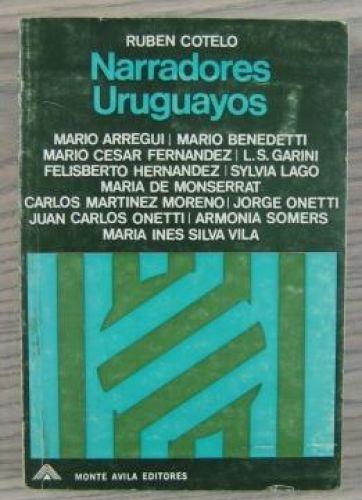 RUBEN COTELO
Narradores
Uruguayos
MARIO ARREGUI | MARIO BENEDETTI
MARIO CESAR FERNANDEZ | L. S. GARINI
FELISBERTO HERNANDEZ | SYLVIA LAGO
MARIA DE MONSERRAT
CARLOS MARTINEZ MORENO | JORGE ONETTI
JUAN CARLOS ONETTI | ARMONIA SOMERS
MARIA INES SILVA VILA
MONTE AVILA EDITORES